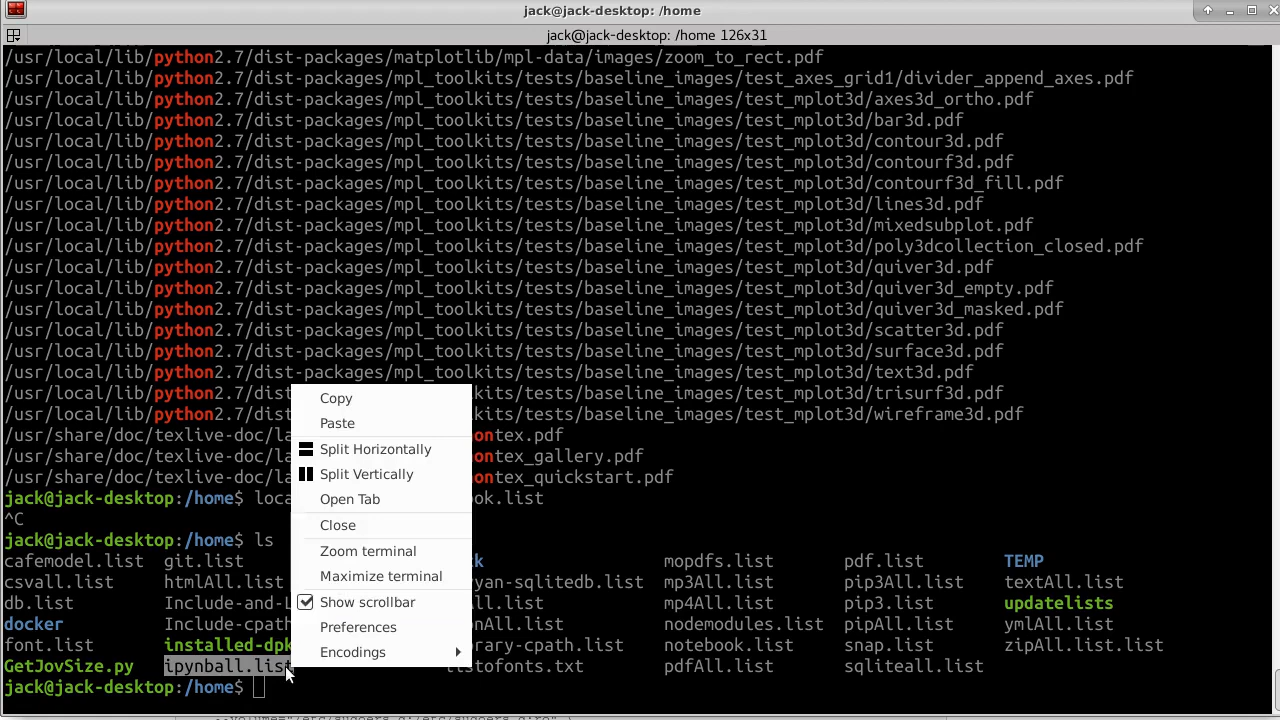 jack@jack-desktop: /home
jack@jack-desktop: /home 126x31
/usr/local/lib/python2.7/dist-packages/matplotlib/mpl-data/images/zoom_to_rect.pdf
/usr/local/lib/python2.7/dist-packages/mpl_toolkits/tests/baseline_images/test_axes_grid1/divider_append_axes.pdf
/usr/local/lib/python2.7/dist-packages/mpl_toolkits/tests/baseline_images/test_mplot3d/axes3d_ortho.pdf
/usr/local/lib/python2.7/dist-packages/mpl_toolkits/tests/baseline_images/test_mplot3d/bar3d.pdf
/usr/local/lib/python2.7/dist-packages/mpl_toolkits/tests/baseline_images/test_mplot3d/contour3d.pdf
/usr/local/lib/python2.7/dist-packages/mpl_toolkits/tests/baseline_images/test_mplot3d/contourf3d.pdf
/usr/local/lib/python2.7/dist-packages/mpl_toolkits/tests/baseline_images/test_mplot3d/contourf3d_fill.pdf
/usr/local/lib/python2.7/dist-packages/mpl_toolkits/tests/baseline_images/test_mplot3d/lines3d.pdf
/usr/local/lib/python2.7/dist-packages/mpl_toolkits/tests/baseline_images/test_mplot3d/mixedsubplot.pdf
/usr/local/lib/python2.7/dist-packages/mpl_toolkits/tests/baseline_images/test_mplot3d/poly3dcollection_closed.pdf
/usr/local/lib/python2.7/dist-packages/mpl_toolkits/tests/baseline_images/test_mplot3d/quiver3d.pdf
/usr/local/lib/python2.7/dist-packages/mpl_toolkits/tests/baseline_images/test_mplot3d/quiver3d_empty.pdf
/usr/local/lib/python2.7/dist-packages/mpl_toolkits/tests/baseline_images/test_mplot3d/quiver3d_masked.pdf
/usr/local/lib/python2.7/dist-packages/mpl_toolkits/tests/baseline_images/test_mplot3d/scatter3d.pdf
/usr/local/lib/python2.7/dist-packages/mpl_toolkits/tests/baseline_images/test_mplot3d/surface3d.pdf
/usr/local/lib/python2.7/dist-packages/mpl_toolkits/tests/baseline_images/test_mplot3d/text3d.pdf
/usr/local/lib/python2.7/dist   ts/tests/baseline_images/test_mplot3d/trisurf3d.pdf
/usr/local/lib/python2.7/dist   ts/tests/baseline_images/test_mplot3d/wireframe3d.pdf
/usr/share/doc/texlive-doc/la   ontex.pdf
/usr/share/doc/texlive-doc/la   ontex_gallery.pdf
/usr/share/doc/texlive-doc/la   ontex_quickstart.pdf
jack@jack-desktop:/home$ loca   ok.list
^C
jack@jack-desktop:/home$ ls
cafemodel.list git.list   k mopdfs.list pdf.list TEMP
csvall.list htmlAll.list   yan-sqlitedb.list mp3All.list pip3All.list textAll.list
db.list Include-and-L   All.list mp4All.list pip3.list updatelists
docker Include-cpath   onAll.list nodemodules.list pipAll.list ymlAll.list
font.list installed-dpk   rary-cpath.list notebook.list snap.list zipAll.list.list
GetJovSize.py ipynball.list   stofonts.txt pdfAll.list sqliteall.list
jack@jack-desktop:/home$
Copy
Paste
Split Horizontally
Split Vertically
Open Tab
Close
Zoom terminal
Maximize terminal
Show scrollbar
Preferences
Encodings